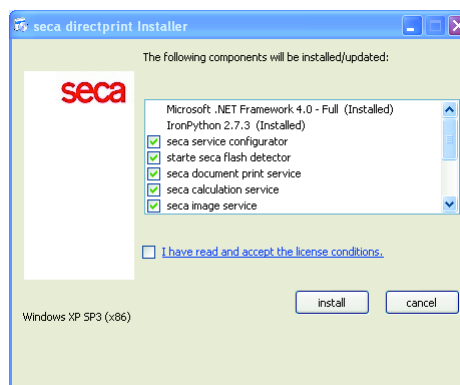 seca directprint Installer
The following components will be installed/updated:
seca
Microsoft .NET Framework 4.0 - Full (Installed)
IronPython 2.7.3 (Installed)
seca service configurator
starte seca flash detector
seca document print service
seca calculation service
seca image service
I have read and accept the license conditions.
install
cancel
Windows XP SP3 (x86)